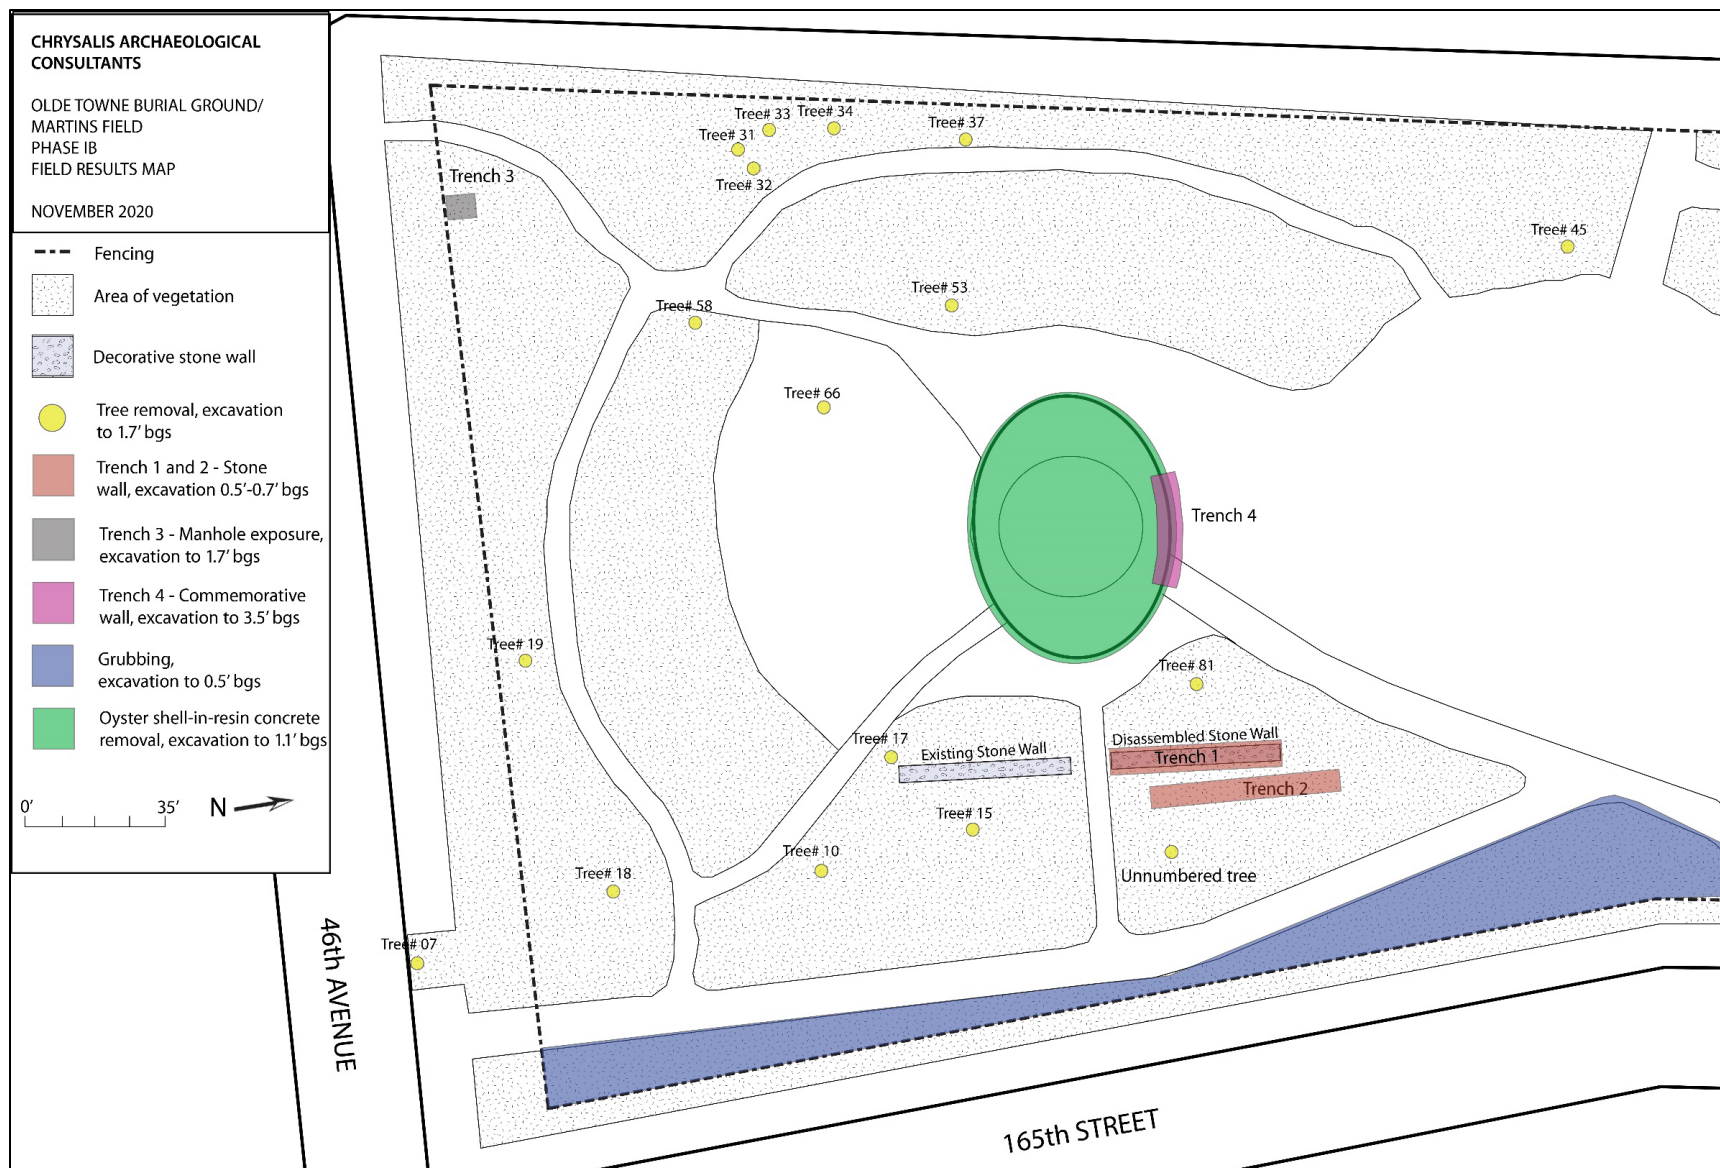 CHRYSALIS ARCHAEOLOGICAL
CONSULTANTS
OLDE TOWNE BURIAL GROUND/
MARTINS FIELD
PHASE IB
FIELD RESULTS MAP
NOVEMBER 2020
Fencing
Area of vegetation
Decorative stone wall
Tree removal, excavation
to 1.7' bgs
Trench 1 and 2 - Stone
wall, excavation 0.5'-0.7' bgs
Trench 3 - Manhole exposure,
excavation to 1.7' bgs
Trench 4 - Commemorative
wall, excavation to 3.5' bgs
Grubbing,
excavation to 0.5' bgs
Oyster shell-in-resin concrete
removal, excavation to 1.1' bgs
0' 35' N
Tree# 33 Tree# 34
Tree# 31
Tree# 37
Tree# 32
Trench 3
Tree# 45
Tree# 53
Tree# 58
Tree# 66
Trench 4
Tree# 19
Tree# 81
Tree# 17
Existing Stone Wall
Disassembled Stone Wall
Trench 1
Trench 2
Tree# 15
Tree# 10
Tree# 18
Unnumbered tree
Tree# 07
46th AVENUE
165th STREET